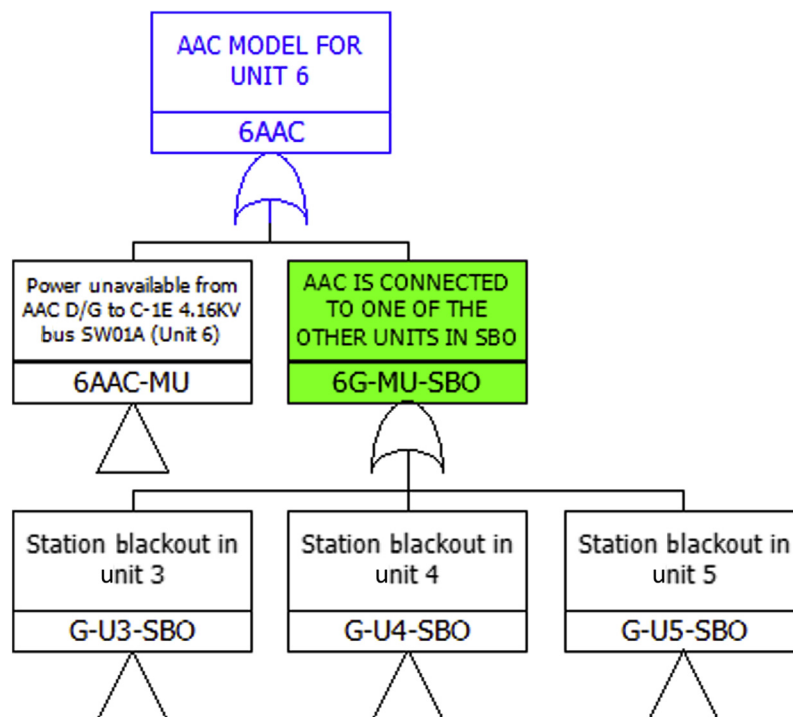 AAC MODEL FOR
UNIT 6
6AAC
Power unavailable from
AAC D/G to C-1E 4.16KV
bus SW01A (Unit 6)
6AAC-MU
AAC IS CONNECTED
TO ONE OF THE
OTHER UNITS IN SBO
6G-MU-SBO
Station blackout in
unit 3
G-U3-SBO
Station blackout in
unit 4
G-U4-SBO
Station blackout in
unit 5
G-U5-SBO